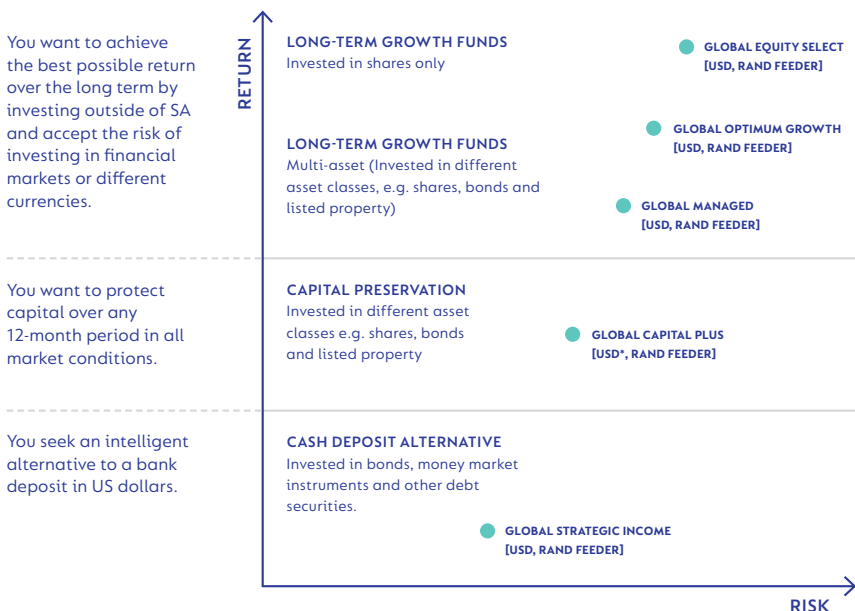 You want to achieve
the best possible return
over the long term by
investing outside of SA
and accept the risk of
investing in financial
markets or different
currencies.
RETURN
LONG-TERM GROWTH FUNDS
Invested in shares only
GLOBAL EQUITY SELECT
[USD, RAND FEEDER]
LONG-TERM GROWTH FUNDS
Multi-asset (Invested in different
asset classes, e.g. shares, bonds and
listed property)
GLOBAL OPTIMUM GROWTH
[USD, RAND FEEDER]
GLOBAL MANAGED
[USD, RAND FEEDER]
You want to protect
capital over any
12-month period in all
market conditions.
CAPITAL PRESERVATION
Invested in different asset
classes e.g. shares, bonds
and listed property
GLOBAL CAPITAL PLUS
[USD*, RAND FEEDER]
You seek an intelligent
alternative to a bank
deposit in US dollars.
CASH DEPOSIT ALTERNATIVE
Invested in bonds, money market
instruments and other debt
securities.
GLOBAL STRATEGIC INCOME
[USD, RAND FEEDER]
RISK